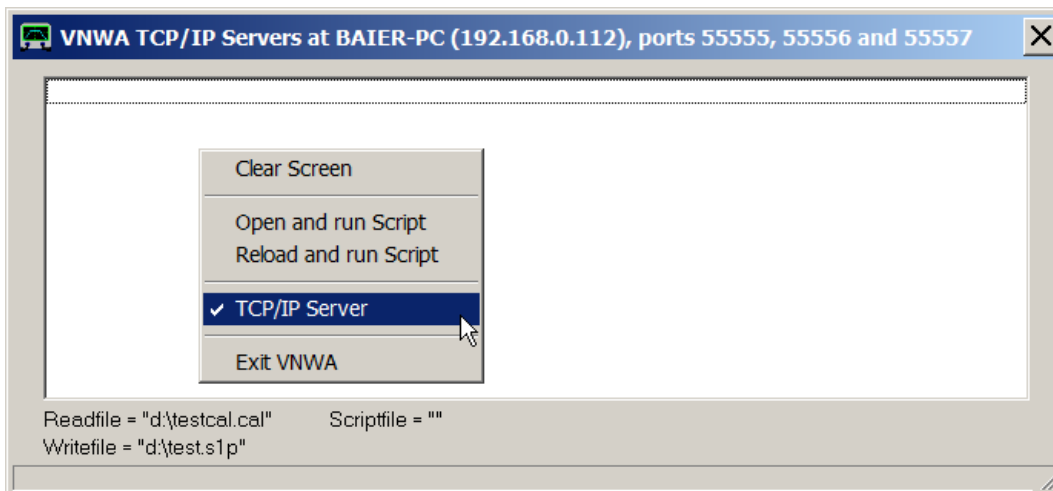 VNWA TCP/IP Servers at BAIER-PC (192.168.0.112), ports 55555, 55556 and 55557
Clear Screen
Open and run Script
Reload and run Script
TCP/IP Server
Exit VNWA
Readfile = "d:\testcal.cal" Scriptfile = ""
Writefile = "d:\test.s1p"